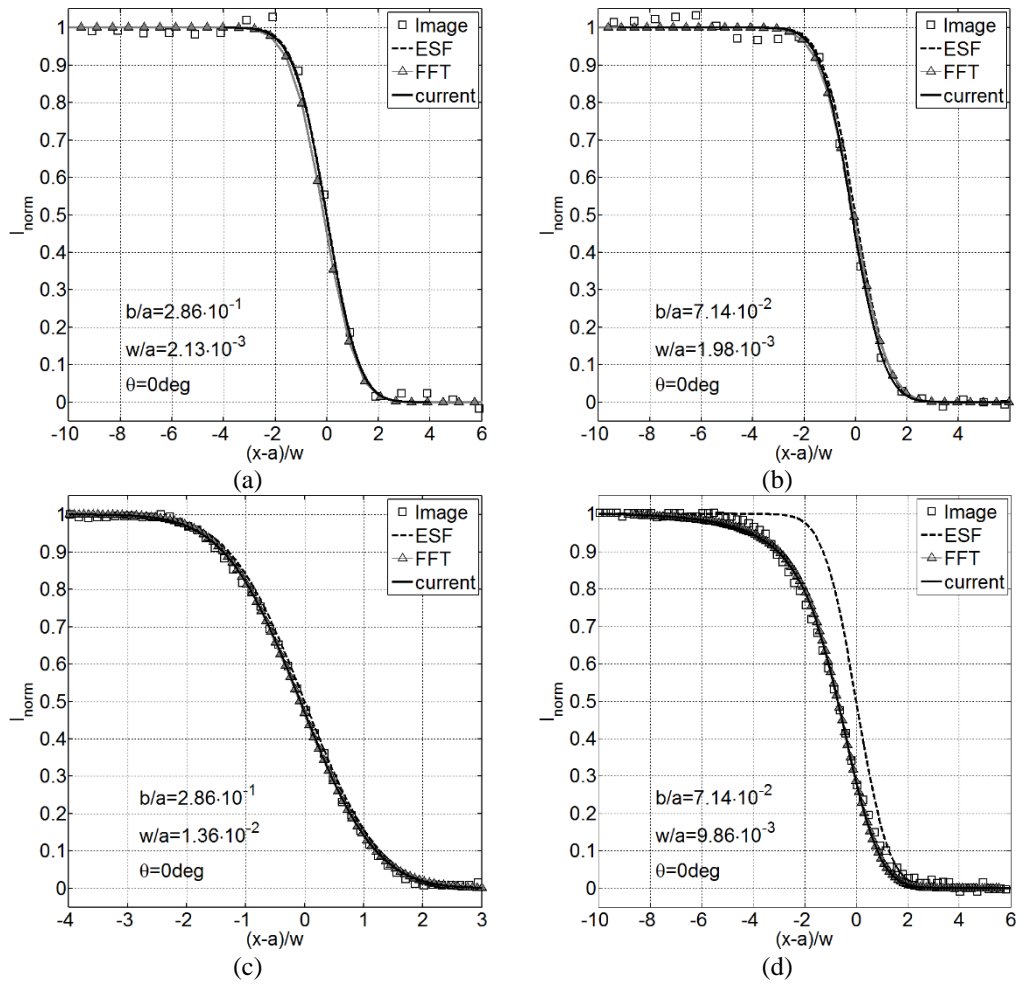 1
0.9
0.8
0.7
0.6
0.5
0.4
0.3
0.2
0.1
0
I_norm
Image
ESF
FFT
current
b/a=2.86·10^-1
w/a=2.13·10^-3
θ=0deg
-10 -8 -6 -4 -2 0 2 4 6
(x-a)/w
(a)
1
0.9
0.8
0.7
0.6
0.5
0.4
0.3
0.2
0.1
0
I_norm
Image
ESF
FFT
current
b/a=7.14·10^-2
w/a=1.98·10^-3
θ=0deg
-10 -8 -6 -4 -2 0 2 4
(x-a)/w
(b)
1
0.9
0.8
0.7
0.6
0.5
0.4
0.3
0.2
0.1
0
I_norm
Image
ESF
FFT
current
b/a=2.86·10^-1
w/a=1.36·10^-2
θ=0deg
-4 -3 -2 -1 0 1 2 3
(x-a)/w
(c)
1
0.9
0.8
0.7
0.6
0.5
0.4
0.3
0.2
0.1
0
I_norm
Image
ESF
FFT
current
b/a=7.14·10^-2
w/a=9.86·10^-3
θ=0deg
-10 -8 -6 -4 -2 0 2 4 6
(x-a)/w
(d)